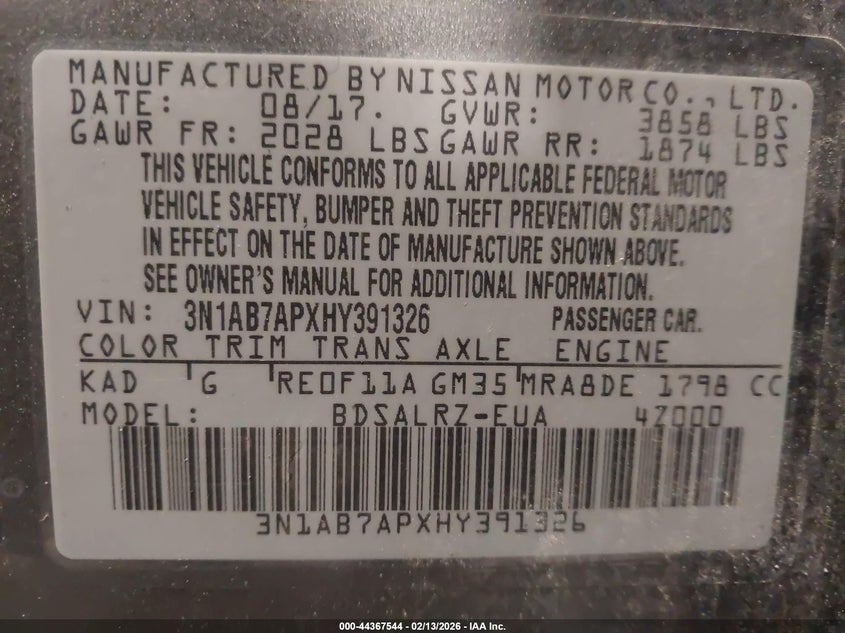 MANUFACTURED BY NISSAN MOTOR CO., LTD.
DATE: 08/17. GVWR: 3858 LBS
GAWR FR: 2028 LBS GAWR RR: 1874 LBS
THIS VEHICLE CONFORMS TO ALL APPLICABLE FEDERAL MOTOR
VEHICLE SAFETY, BUMPER AND THEFT PREVENTION STANDARDS
IN EFFECT ON THE DATE OF MANUFACTURE SHOWN ABOVE.
SEE OWNER'S MANUAL FOR ADDITIONAL INFORMATION.
VIN: 3N1AB7APXHY391326 PASSENGER CAR.
COLOR TRIM TRANS AXLE ENGINE
KAD G RE0F11A GM35 MRA8DE 1798 CC
MODEL: BDSALRZ-EUA 4Z000
3N1AB7APXHY391326
000-44367544 - 02/13/2026 - IAA Inc.